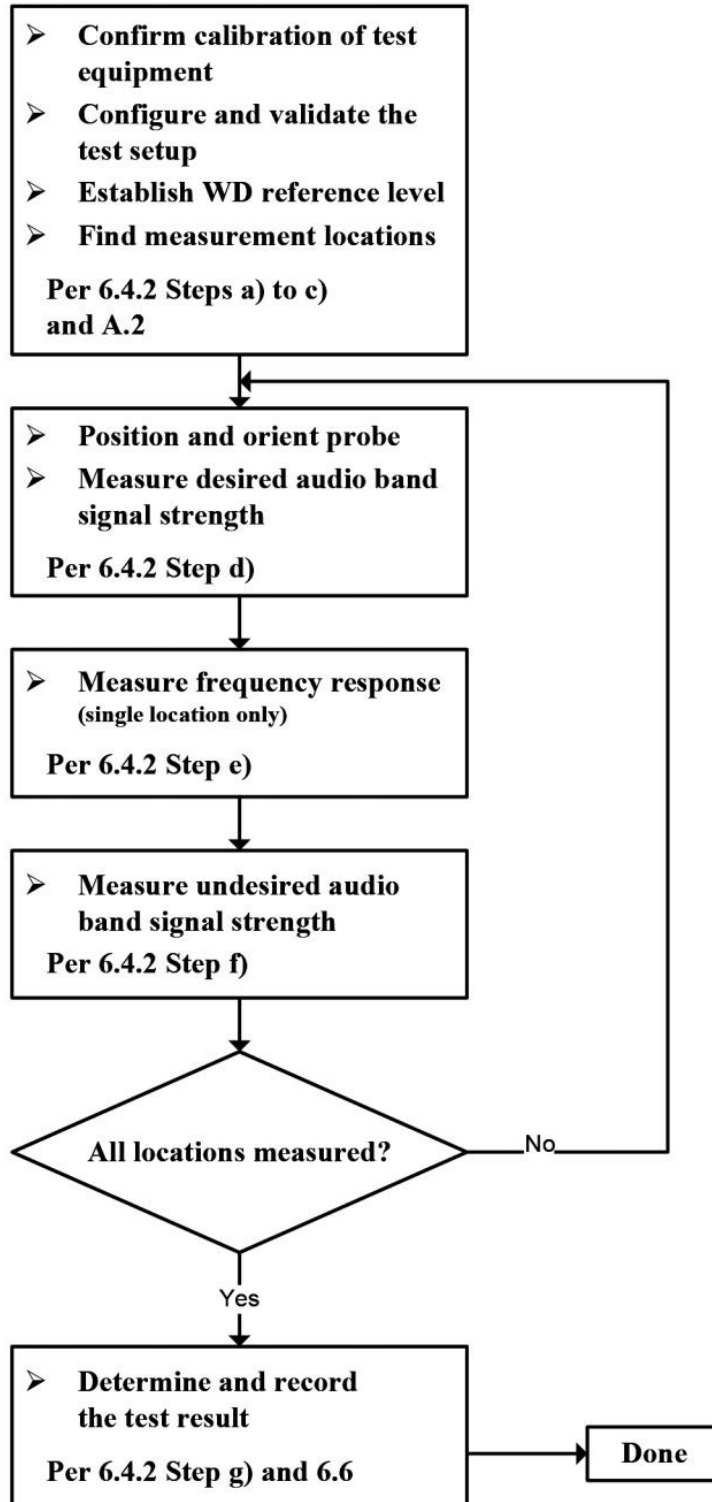 ➢ Confirm calibration of test
equipment
➢ Configure and validate the
test setup
➢ Establish WD reference level
➢ Find measurement locations
Per 6.4.2 Steps a) to c)
and A.2
➢ Position and orient probe
➢ Measure desired audio band
signal strength
Per 6.4.2 Step d)
➢ Measure frequency response
(single location only)
Per 6.4.2 Step e)
➢ Measure undesired audio
band signal strength
Per 6.4.2 Step f)
All locations measured?
No
Yes
➢ Determine and record
the test result
Per 6.4.2 Step g) and 6.6
Done